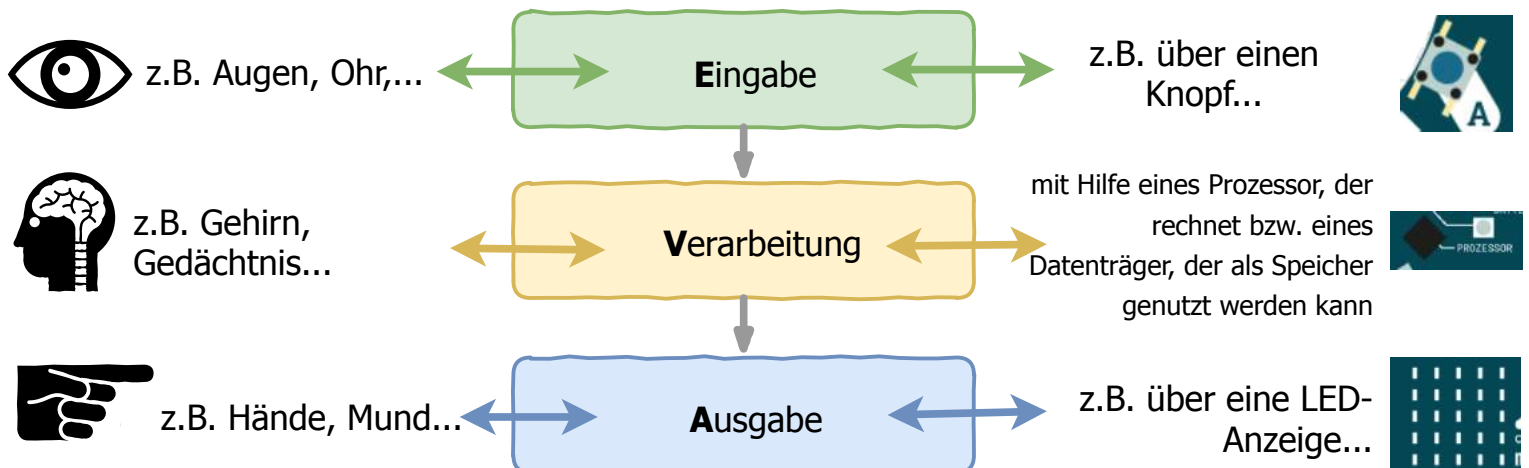 z.B. Augen, Ohr,...
Eingabe
z.B. über einen
Knopf...
A
z.B. Gehirn,
Gedächtnis...
Verarbeitung
mit Hilfe eines Prozessor, der
rechnet bzw. eines
Datenträger, der als Speicher
genutzt werden kann
PROZESSOR
z.B. Hände, Mund...
Ausgabe
z.B. über eine LED-
Anzeige...